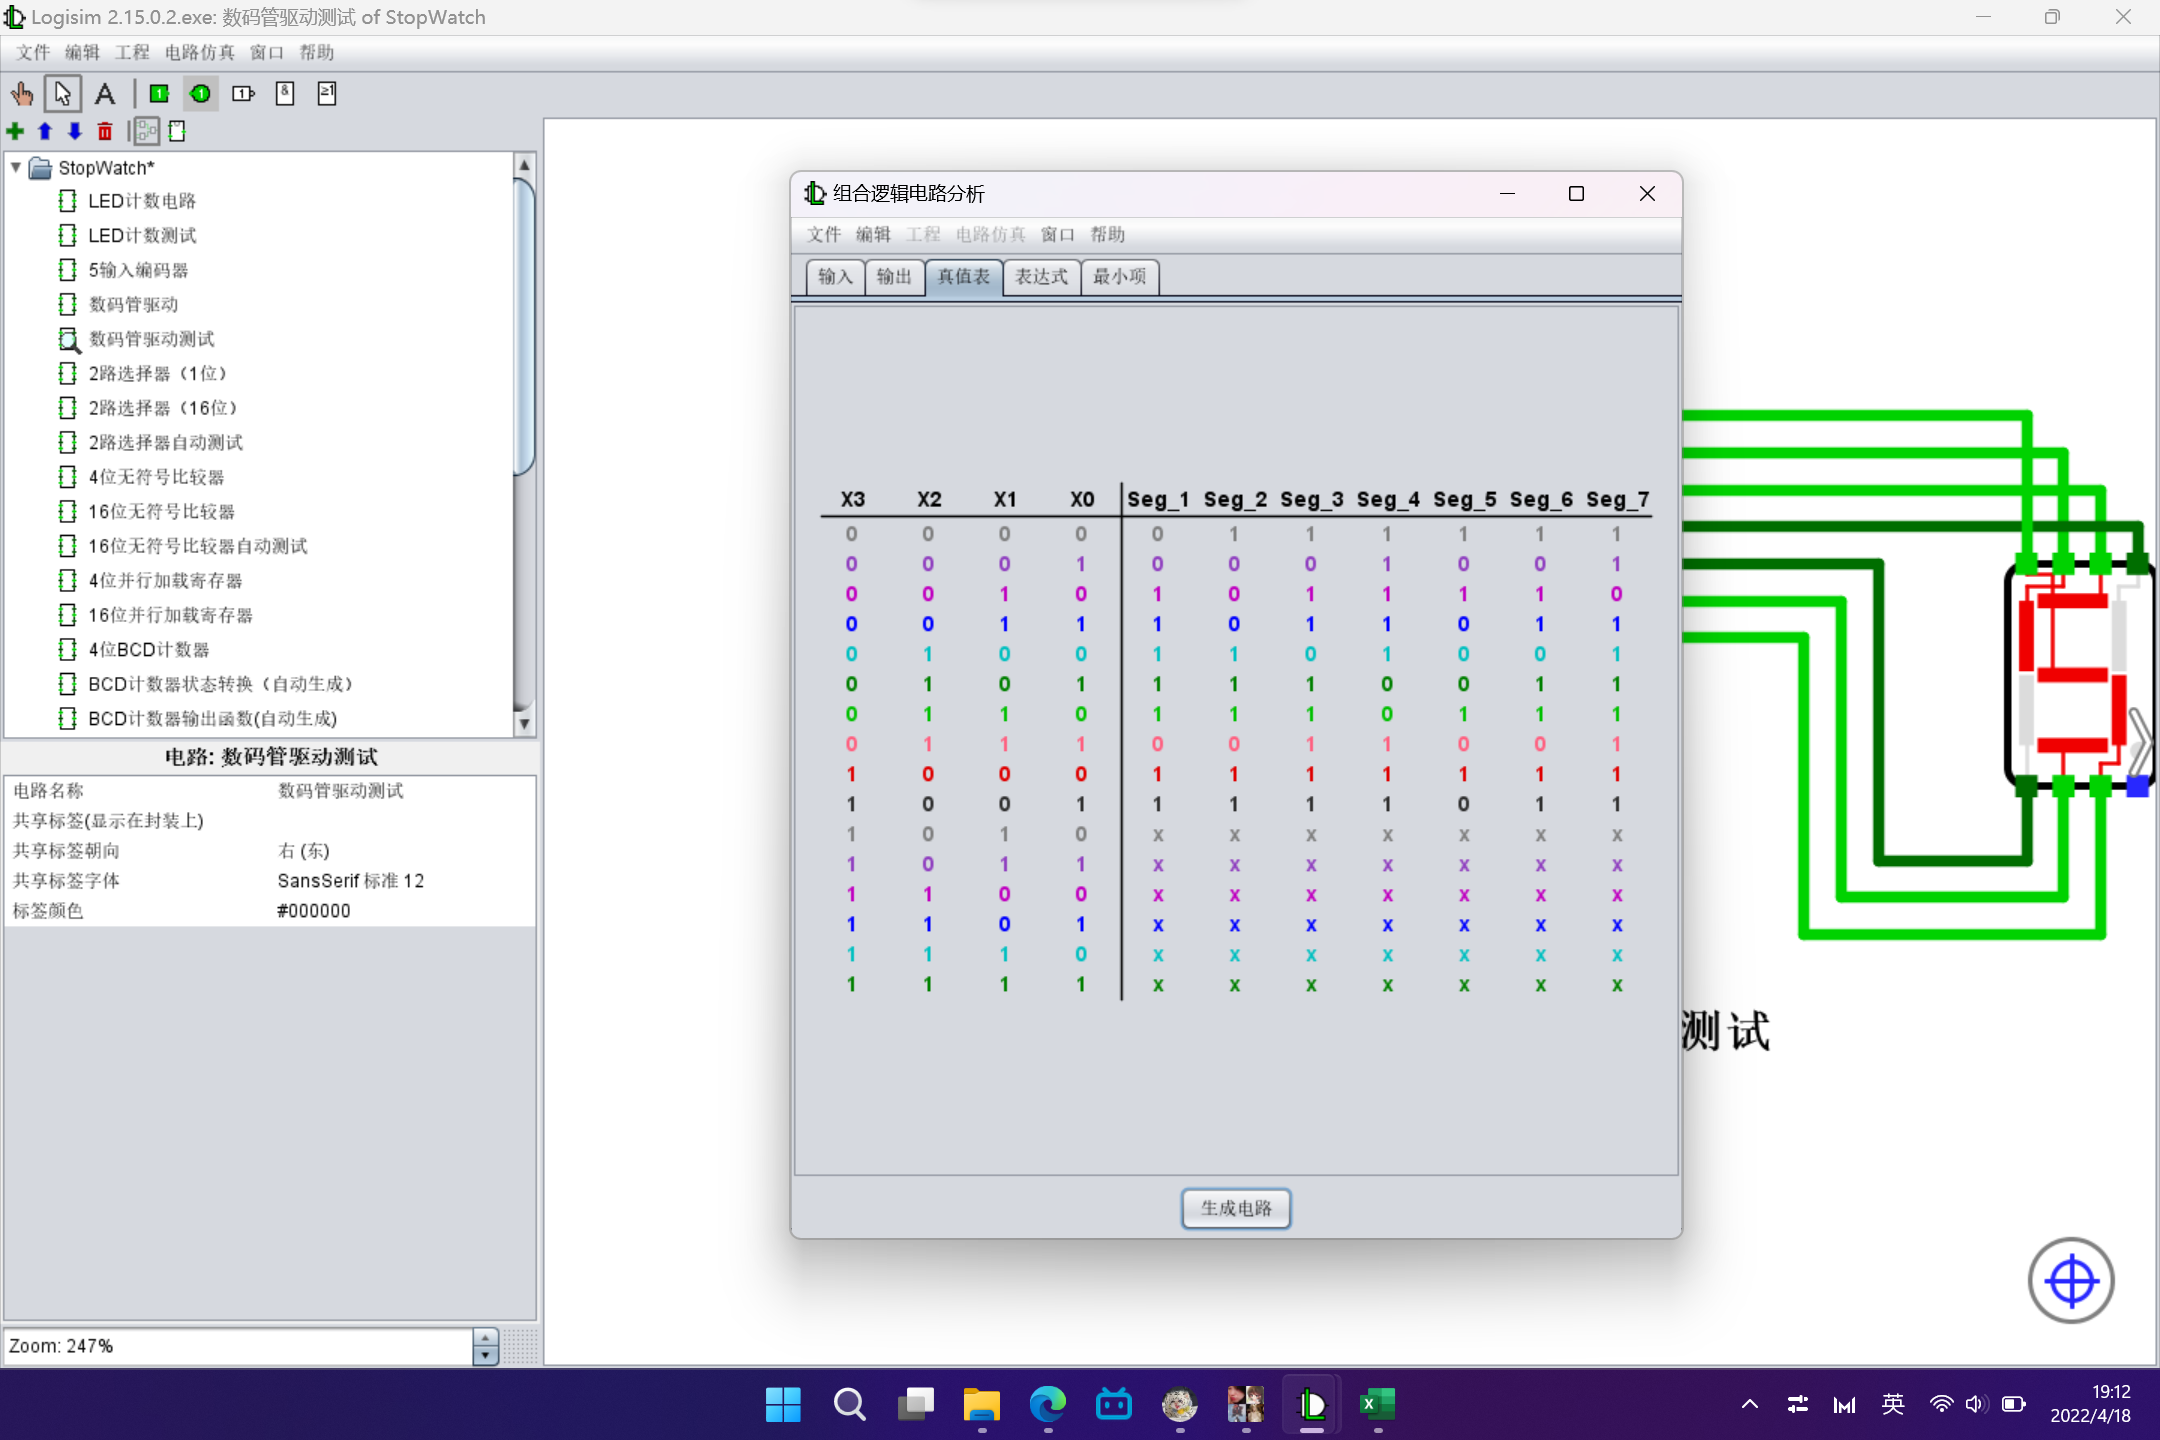 Logisim 2.15.0.2.exe: 数码管驱动测试 of StopWatch
文件 编辑 工程 电路仿真 窗口 帮助
StopWatch*
LED计数电路
LED计数测试
5输入编码器
数码管驱动
数码管驱动测试
2路选择器（1位）
2路选择器（16位）
2路选择器自动测试
4位无符号比较器
16位无符号比较器
16位无符号比较器自动测试
4位并行加载寄存器
16位并行加载寄存器
4位BCD计数器
BCD计数器状态转换（自动生成）
BCD计数器输出函数(自动生成)
电路: 数码管驱动测试
电路名称 数码管驱动测试
共享标签(显示在封装上)
共享标签朝向 右 (东)
共享标签字体 SansSerif 标准 12
标签颜色 #000000
Zoom: 247%
组合逻辑电路分析
文件 编辑 工程 电路仿真 窗口 帮助
输入 输出 真值表 表达式 最小项
X3 X2 X1 X0 Seg_1 Seg_2 Seg_3 Seg_4 Seg_5 Seg_6 Seg_7
0 0 0 0 0 1 1 1 1 1 1
0 0 0 1 0 0 0 1 0 0 1
0 0 1 0 1 0 1 1 1 1 0
0 0 1 1 1 0 1 1 0 1 1
0 1 0 0 1 1 0 1 0 0 1
0 1 0 1 1 1 1 0 0 1 1
0 1 1 0 1 1 1 0 1 1 1
0 1 1 1 0 0 1 1 0 0 1
1 0 0 0 1 1 1 1 1 1 1
1 0 0 1 1 1 1 1 0 1 1
1 0 1 0 x x x x x x x
1 0 1 1 x x x x x x x
1 1 0 0 x x x x x x x
1 1 0 1 x x x x x x x
1 1 1 0 x x x x x x x
1 1 1 1 x x x x x x x
生成电路
测试
英
19:12
2022/4/18